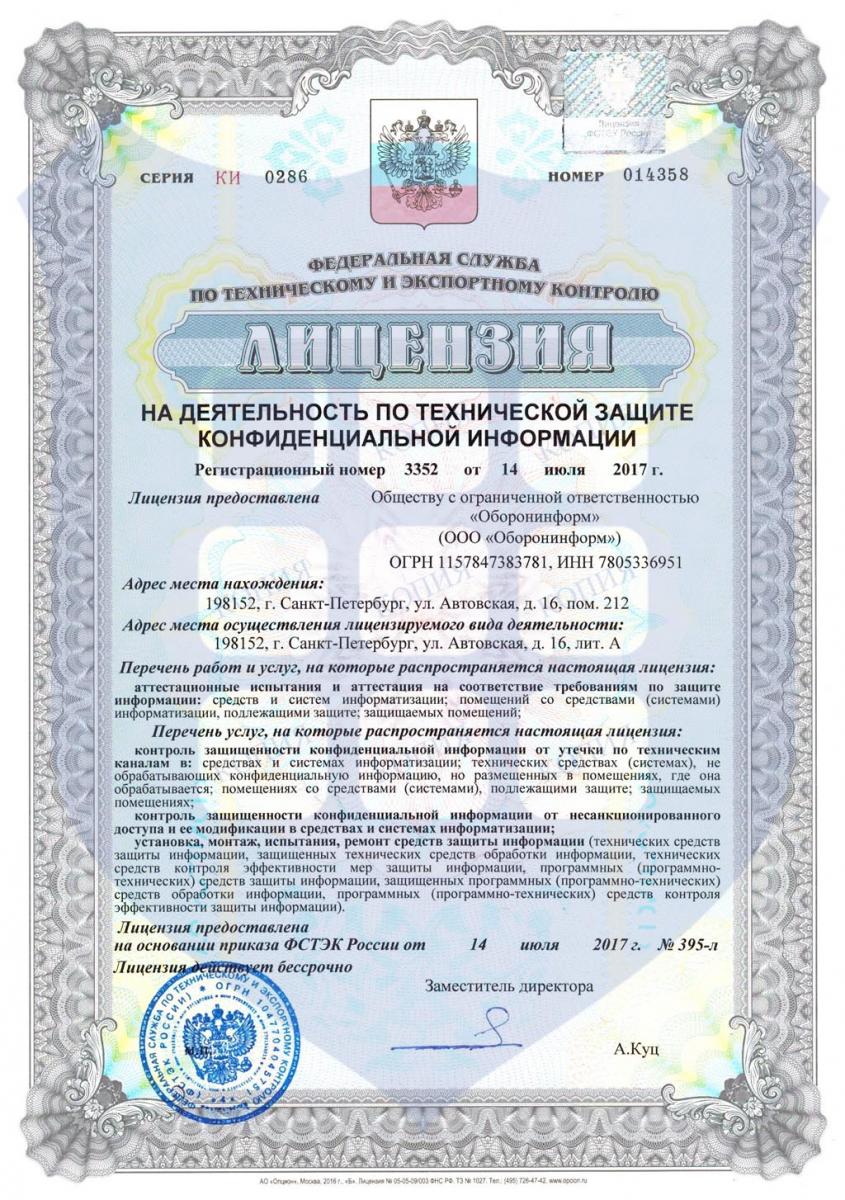 Лицензия
ФСТЭК России
СЕРИЯ КИ 0286
НОМЕР 014358
ФЕДЕРАЛЬНАЯ СЛУЖБА
ПО ТЕХНИЧЕСКОМУ И ЭКСПОРТНОМУ КОНТРОЛЮ
ЛИЦЕНЗИЯ
НА ДЕЯТЕЛЬНОСТЬ ПО ТЕХНИЧЕСКОЙ ЗАЩИТЕ
КОНФИДЕНЦИАЛЬНОЙ ИНФОРМАЦИИ
Регистрационный номер 3352 от 14 июля 2017 г.
Лицензия предоставлена Обществу с ограниченной ответственностью
«Оборонинформ»
(ООО «Оборонинформ»)
ОГРН 1157847383781, ИНН 7805336951
Адрес места нахождения:
198152, г. Санкт-Петербург, ул. Автовская, д. 16, пом. 212
Адрес места осуществления лицензируемого вида деятельности:
198152, г. Санкт-Петербург, ул. Автовская, д. 16, лит. А
Перечень работ и услуг, на которые распространяется настоящая лицензия:
аттестационные испытания и аттестация на соответствие требованиям по защите
информации: средств и систем информатизации; помещений со средствами (системами)
информатизации, подлежащими защите; защищаемых помещений;
Перечень услуг, на которые распространяется настоящая лицензия:
контроль защищенности конфиденциальной информации от утечки по техническим
каналам в: средствах и системах информатизации; технических средствах (системах), не
обрабатывающих конфиденциальную информацию, но размещенных в помещениях, где она
обрабатывается; помещениях со средствами (системами), подлежащими защите; защищаемых
помещениях;
контроль защищенности конфиденциальной информации от несанкционированного
доступа и ее модификации в средствах и системах информатизации;
установка, монтаж, испытания, ремонт средств защиты информации (технических средств
защиты информации, защищенных технических средств обработки информации, технических
средств контроля эффективности мер защиты информации, программных (программно-
технических) средств защиты информации, защищенных программных (программно-технических)
средств обработки информации, программных (программно-технических) средств контроля
эффективности защиты информации).
Лицензия предоставлена
на основании приказа ФСТЭК России от 14 июля 2017 г. № 395-л
Лицензия действует бессрочно
Заместитель директора
М.П.
А.Куц
ФЕДЕРАЛЬНАЯ СЛУЖБА ПО ТЕХНИЧЕСКОМУ И ЭКСПОРТНОМУ КОНТРОЛЮ
(ФСТЭК РОССИИ) * ОГРН 1047704045751
АО «Опцион», Москва, 2016 г., «Б». Лицензия № 05-05-09/003 ФНС РФ. ТЗ № 1027. Тел.: (495) 726-47-42, www.opcion.ru